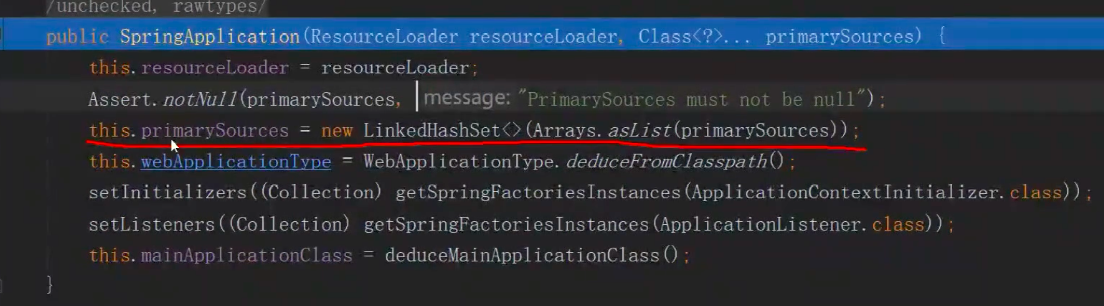 /unchecked, rawtypes/
public SpringApplication(ResourceLoader resourceLoader, Class<?>... primarySources) {
this.resourceLoader = resourceLoader;
Assert.notNull(primarySources, message: "PrimarySources must not be null");
this.primarySources = new LinkedHashSet<>(Arrays.asList(primarySources));
this.webApplicationType = WebApplicationType.deduceFromClasspath();
setInitializers((Collection) getSpringFactoriesInstances(ApplicationContextInitializer.class));
setListeners((Collection) getSpringFactoriesInstances(ApplicationListener.class));
this.mainApplicationClass = deduceMainApplicationClass();
}